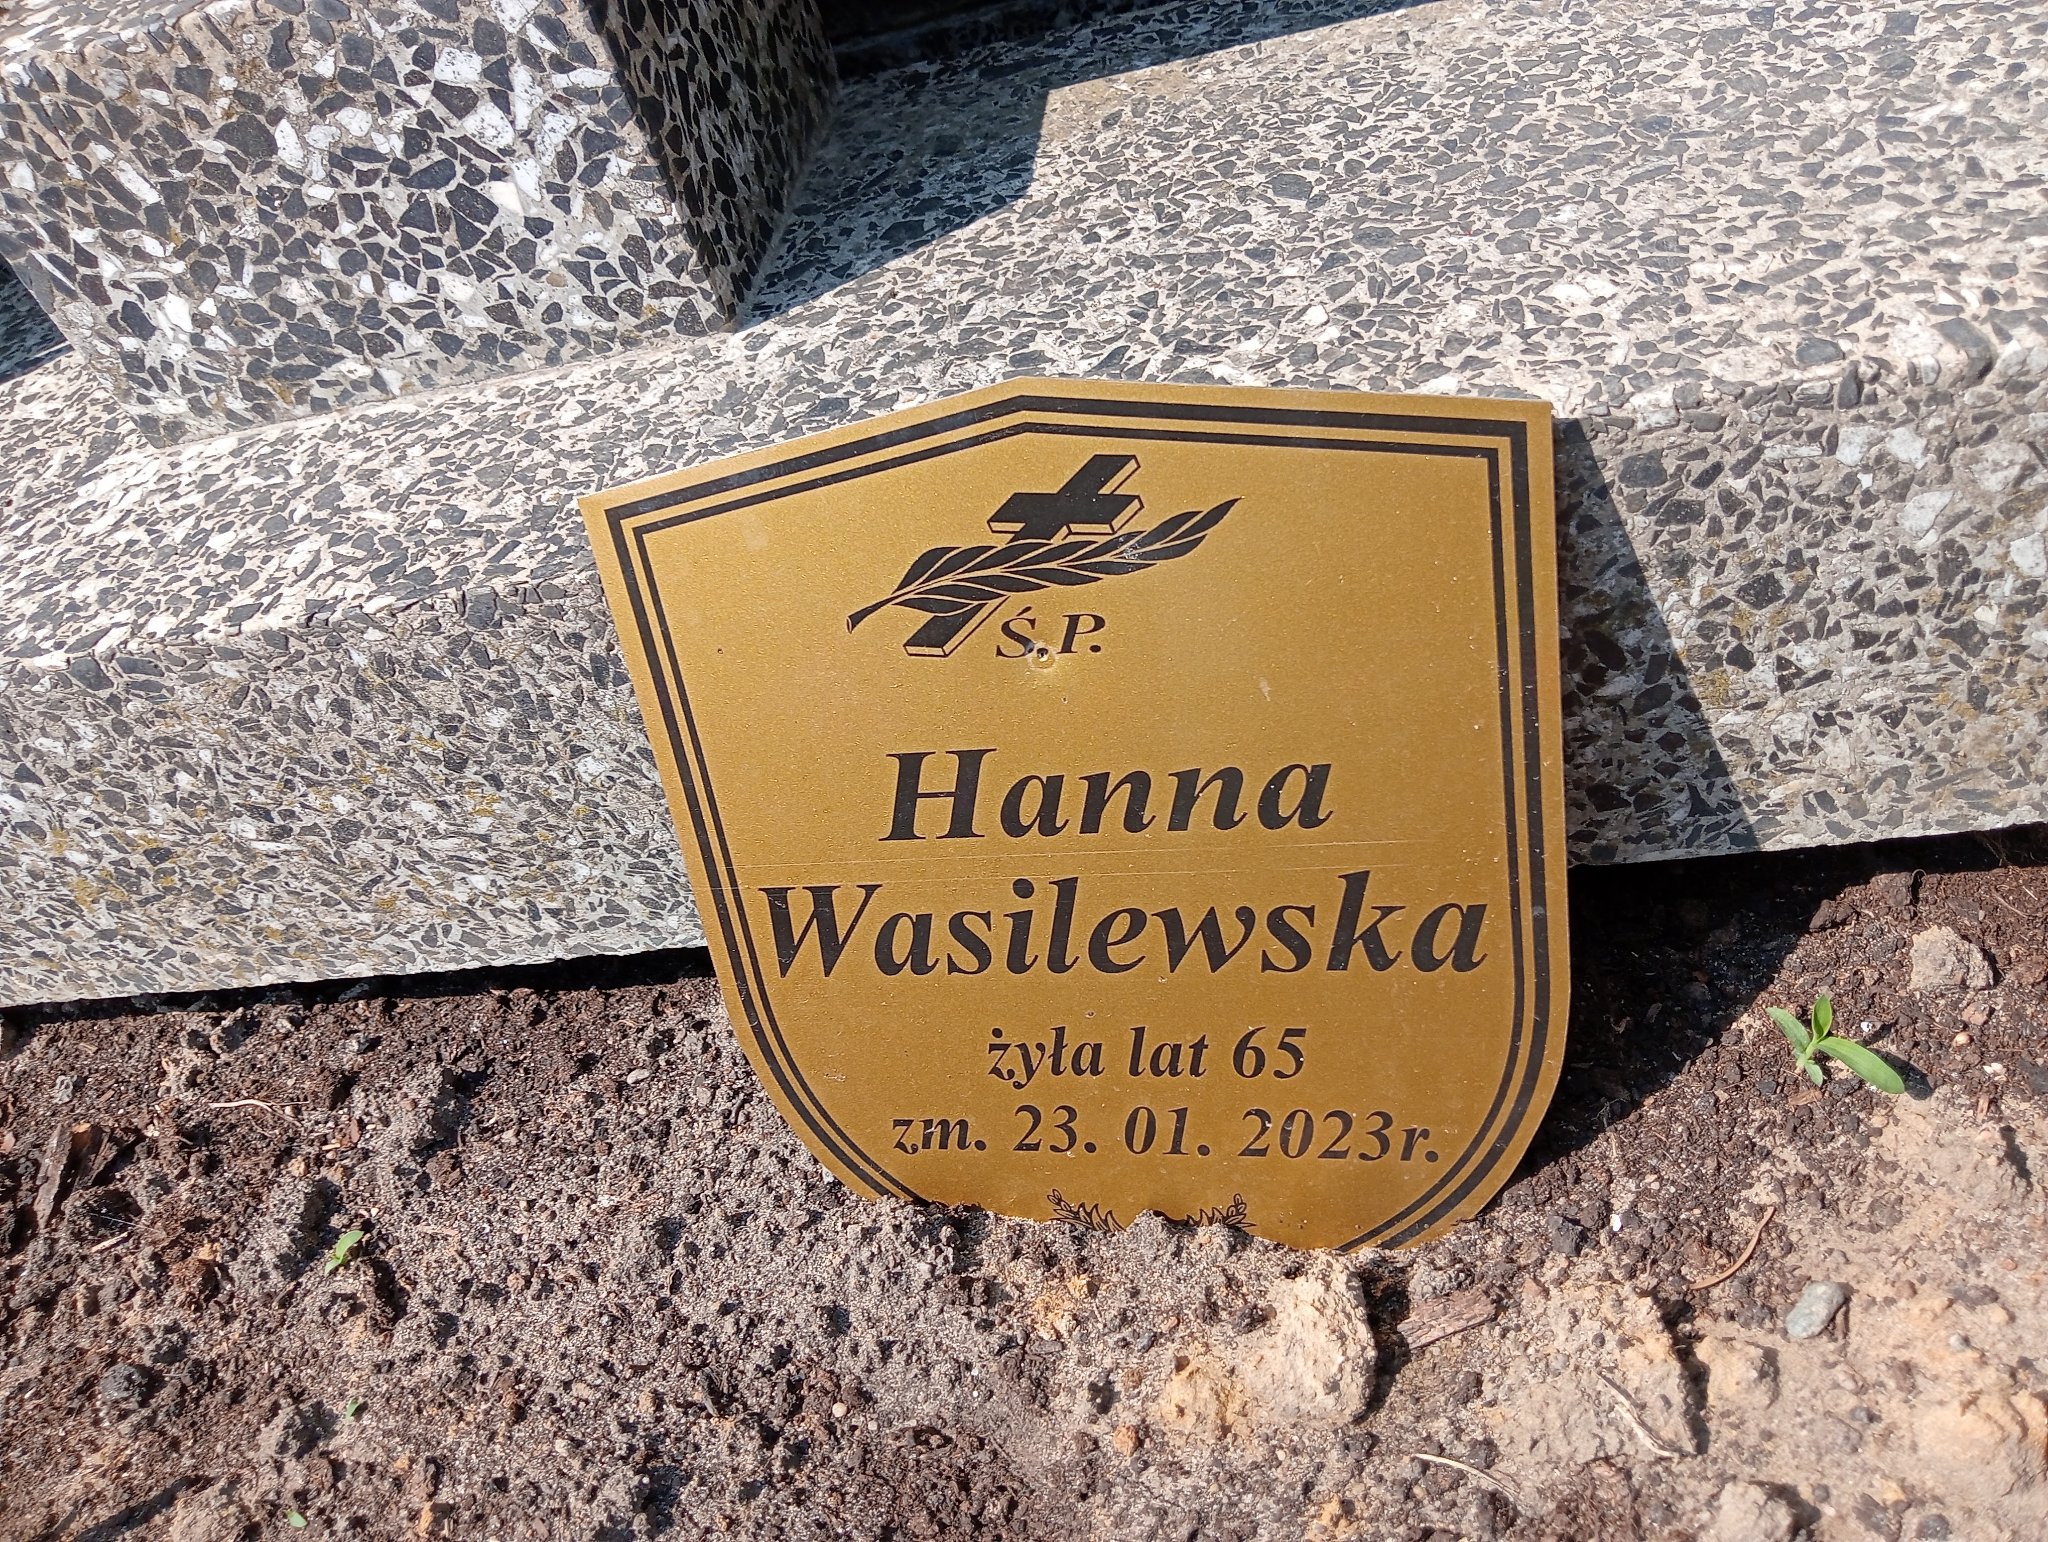 Ś.P.
Hanna
Wasilewska
żyła lat 65
zm. 23. 01. 2023r.